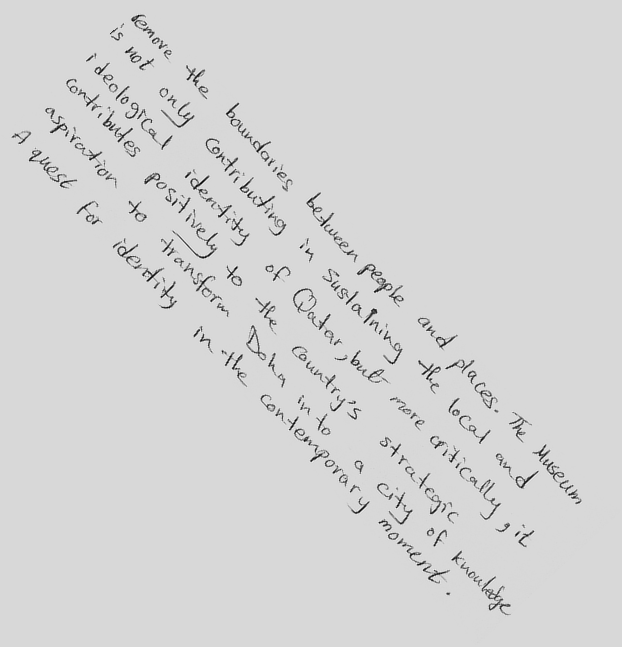 remove the boundaries between people and places. The Museum
is not only contributing in sustaining the local and
ideological identity of Qatar, but more critically, it
contributes positively to the country's strategic
aspiration to transform Doha in to a city of knowledge
A quest for identity in the contemporary moment.